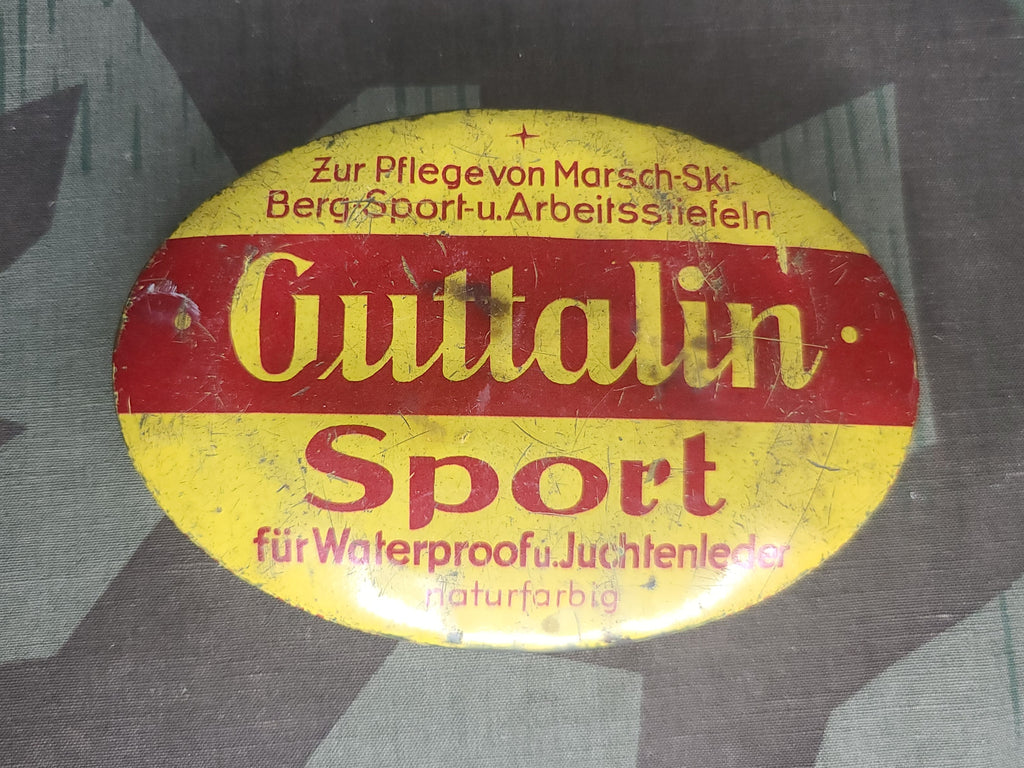 Zur Pflege von Marsch-Ski-
Berg-Sport-u. Arbeitsstiefeln
Guttalin
Sport
für Waterproof u. Juchtenleder
naturfarbig